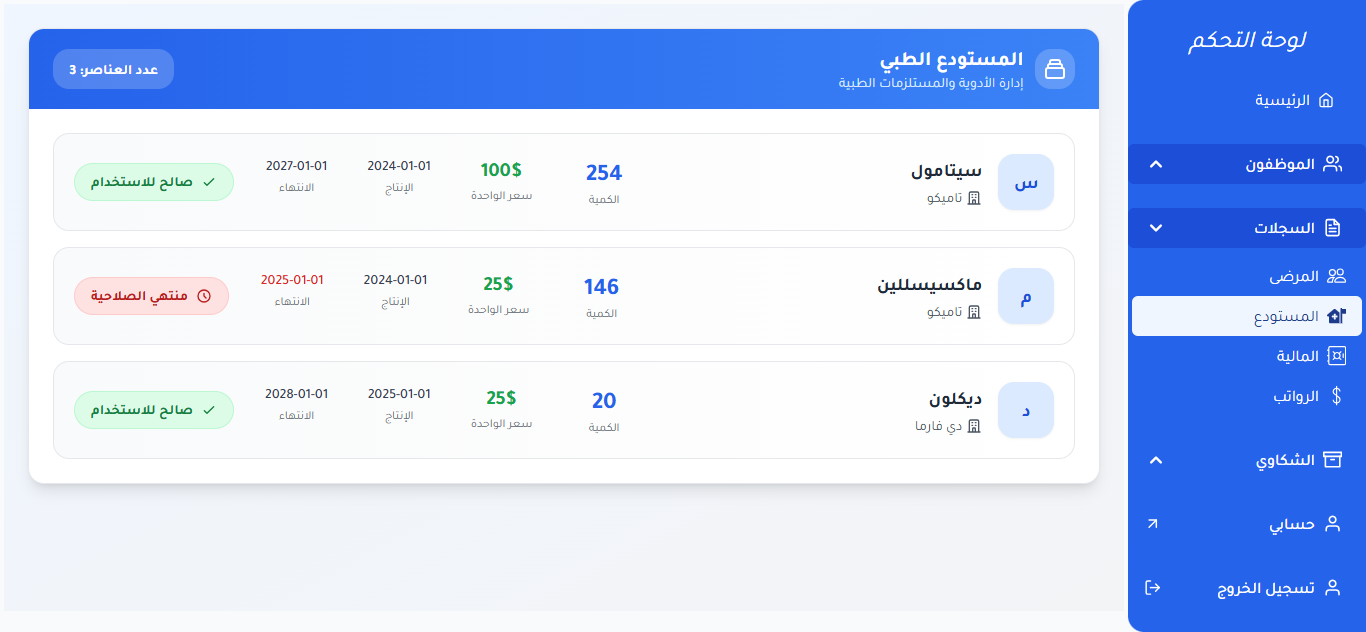 لوحة التحكم
الرئيسية
الموظفون
السجلات
المرضى
المستودع
المالية
الرواتب
الشكاوي
حسابي
تسجيل الخروج
المستودع الطبي
إدارة الأدوية والمستلزمات الطبية
عدد العناصر: 3
س
سيتامول
تاميكو
254
الكمية
100$
سعر الواحدة
2024-01-01
الإنتاج
2027-01-01
الانتهاء
صالح للاستخدام
م
ماكسيسللين
تاميكو
146
الكمية
25$
سعر الواحدة
2024-01-01
الإنتاج
2025-01-01
الانتهاء
منتهي الصلاحية
د
ديكلون
دي فارما
20
الكمية
25$
سعر الواحدة
2025-01-01
الإنتاج
2028-01-01
الانتهاء
صالح للاستخدام